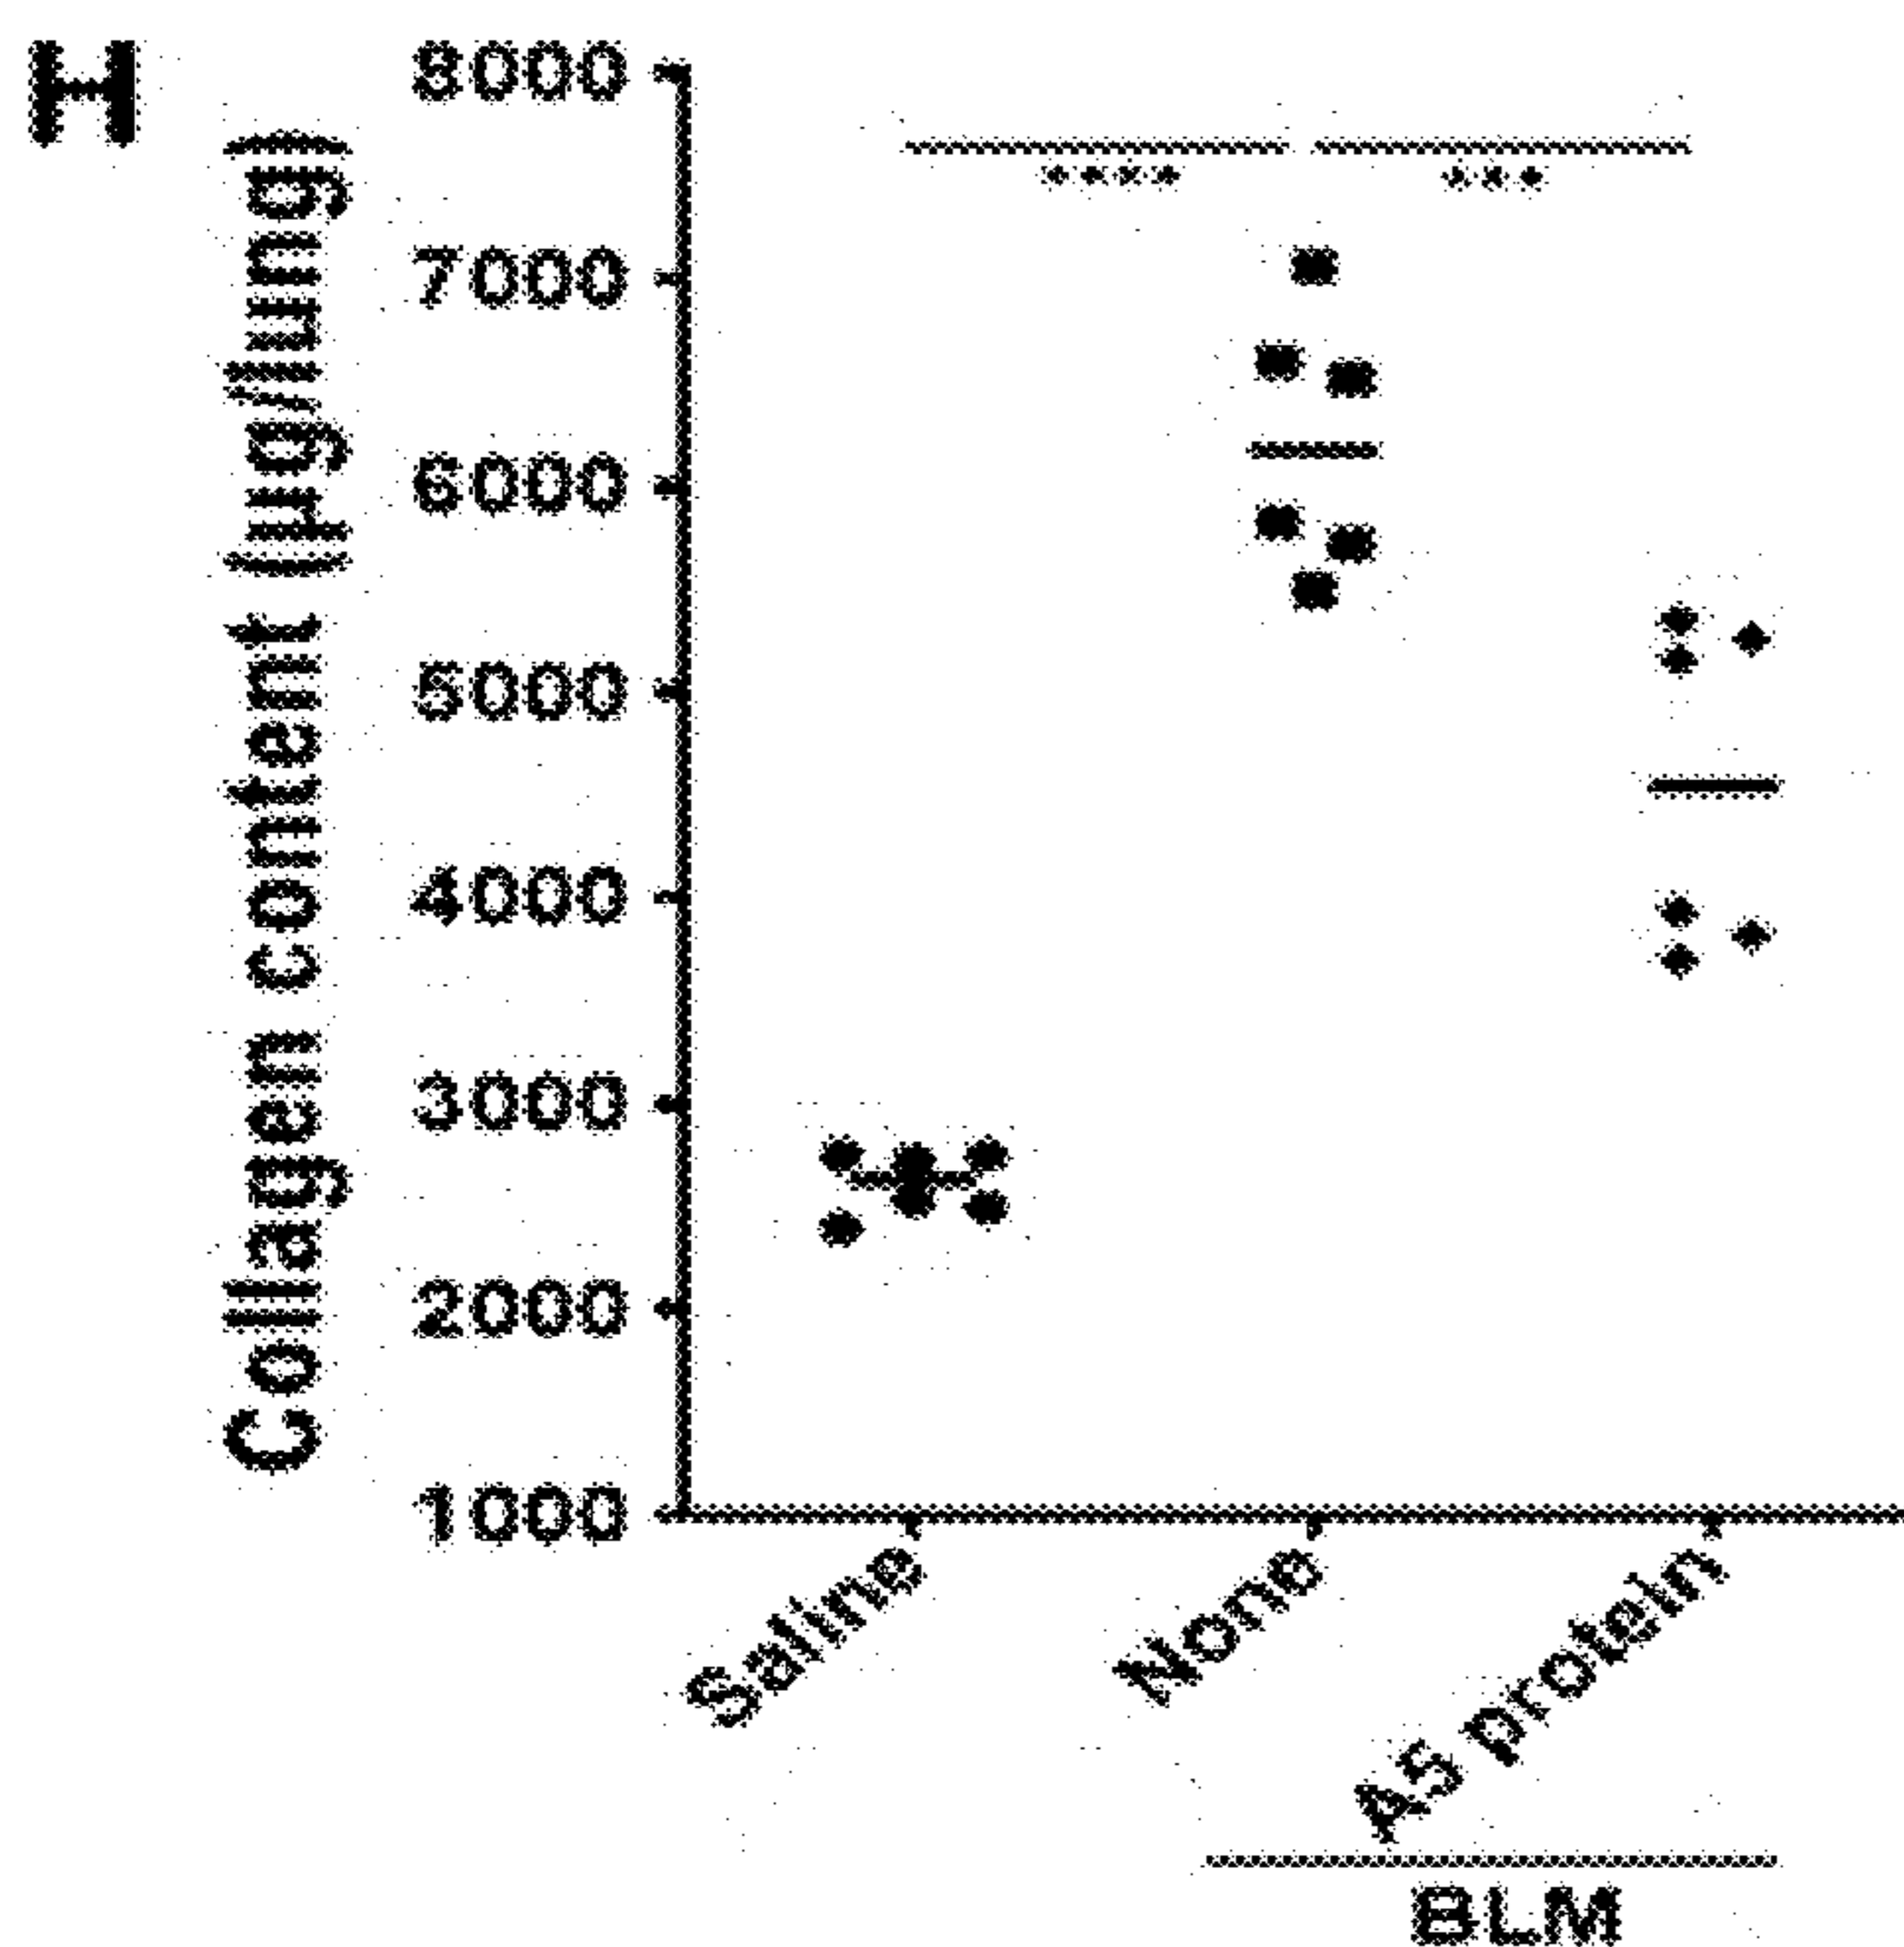 H
Collagen content (µg/lung)
8000
7000
6000
5000
4000
3000
2000
1000
****
***
Saline
None
A5 protein
BLM